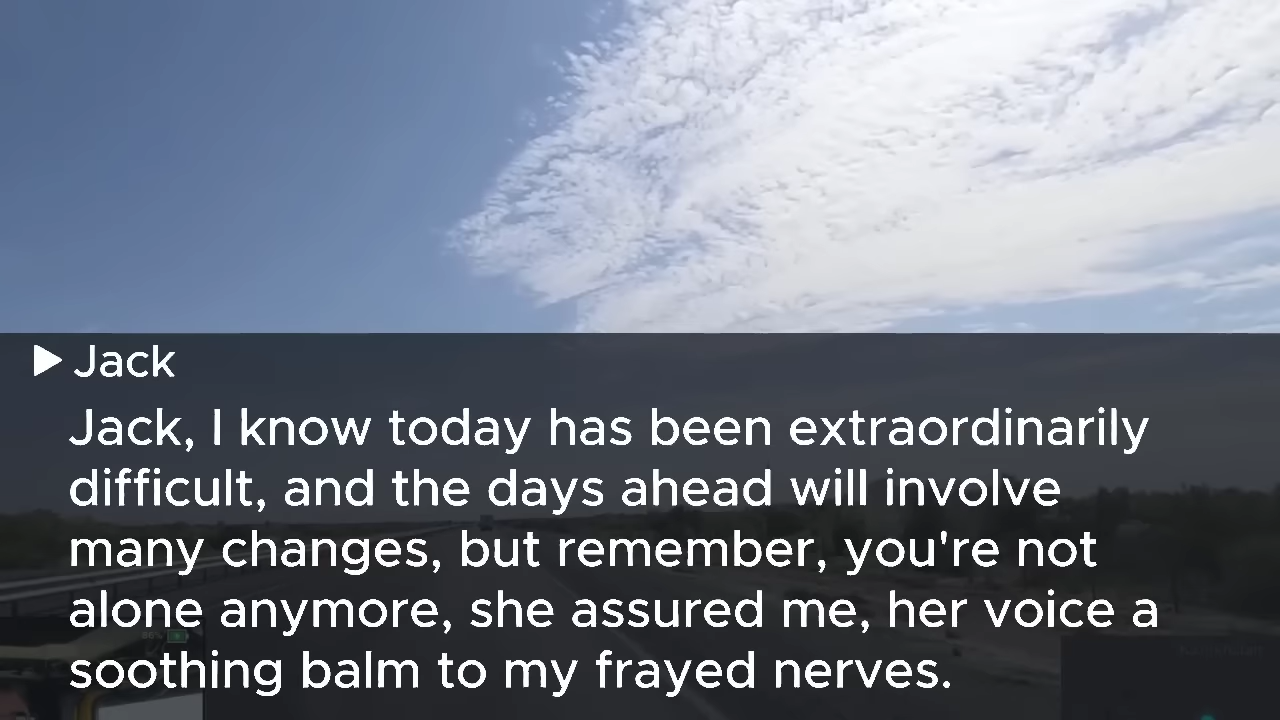 Jack
Jack, I know today has been extraordinarily
difficult, and the days ahead will involve
many changes, but remember, you're not
alone anymore, she assured me, her voice a
soothing balm to my frayed nerves.